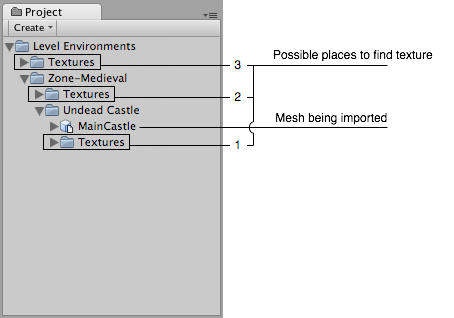 Project
Create
Level Environments
Possible places to find texture
Textures 3
Zone-Medieval
Textures 2
Undead Castle
MainCastle Mesh being imported
Textures 1